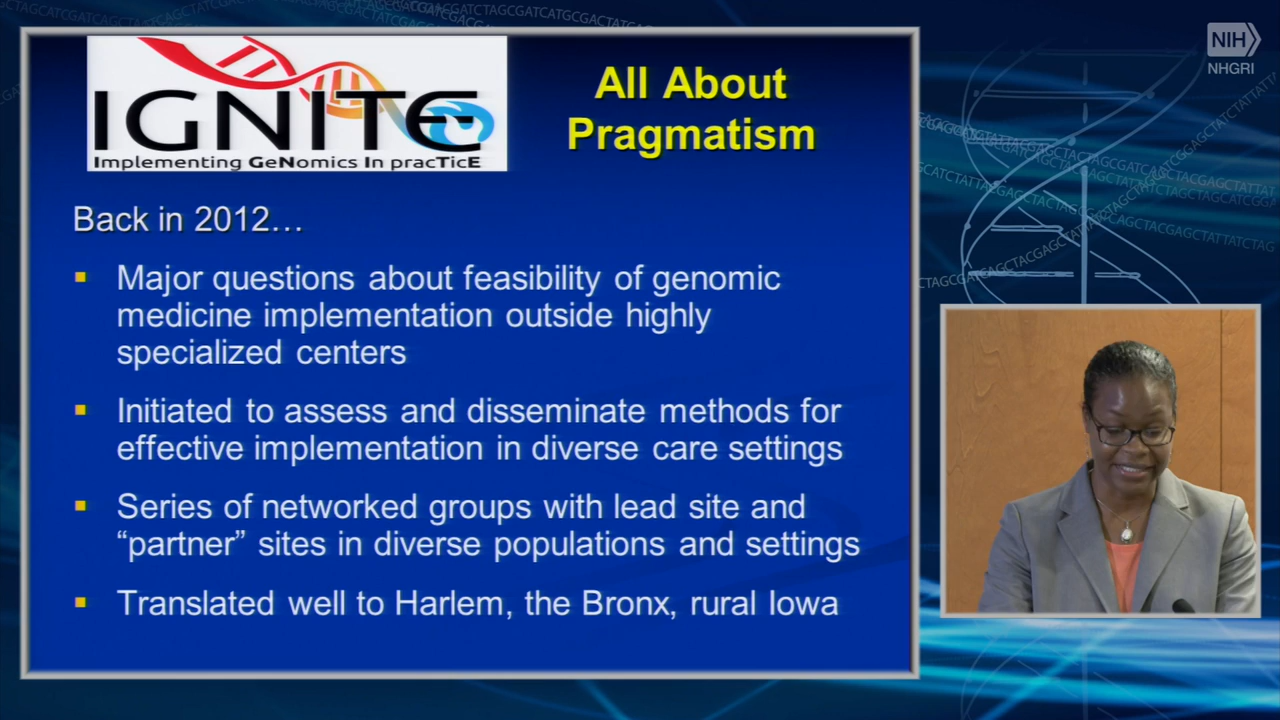 IGNITE
Implementing GeNomics In pracTicE
All About
Pragmatism
Back in 2012…
Major questions about feasibility of genomic
medicine implementation outside highly
specialized centers
Initiated to assess and disseminate methods for
effective implementation in diverse care settings
Series of networked groups with lead site and
“partner” sites in diverse populations and settings
Translated well to Harlem, the Bronx, rural Iowa
NIH
NHGRI